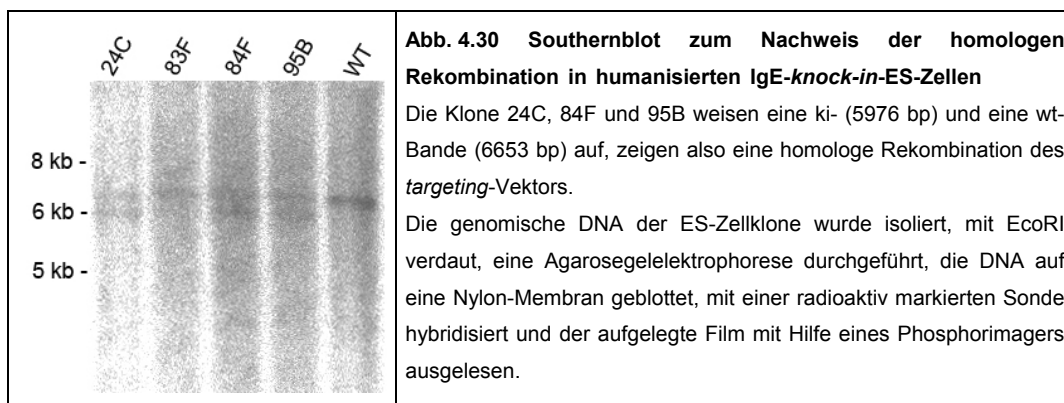 24C 83F 84F 95B WT
8 kb -
6 kb -
5 kb -
Abb. 4.30 Southernblot zum Nachweis der homologen
Rekombination in humanisierten IgE-knock-in-ES-Zellen
Die Klone 24C, 84F und 95B weisen eine ki- (5976 bp) und eine wt-
Bande (6653 bp) auf, zeigen also eine homologe Rekombination des
targeting-Vektors.
Die genomische DNA der ES-Zellklone wurde isoliert, mit EcoRI
verdaut, eine Agarosegelelektrophorese durchgeführt, die DNA auf
eine Nylon-Membran geblottet, mit einer radioaktiv markierten Sonde
hybridisiert und der aufgelegte Film mit Hilfe eines Phosphorimagers
ausgelesen.